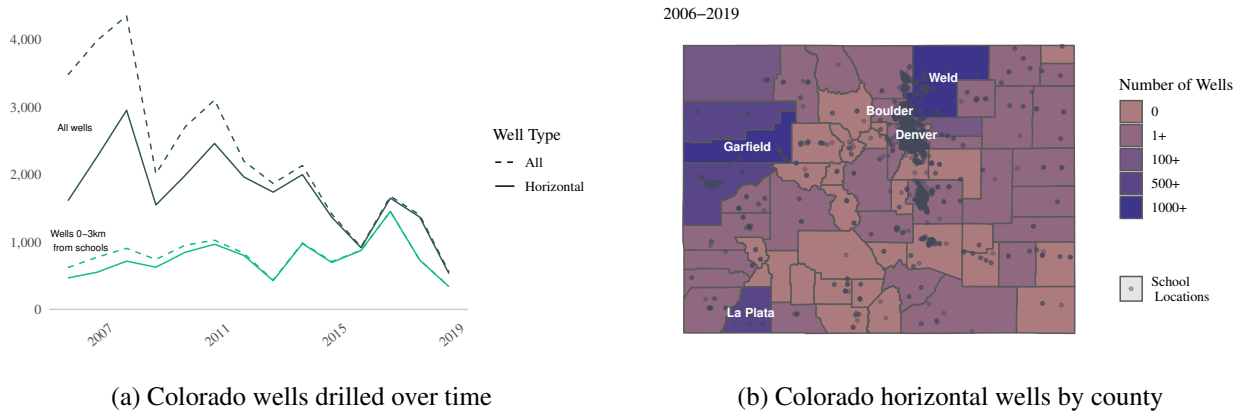 4,000
3,000
2,000
1,000
0
All wells
Wells 0−3km
from schools
2007
2011
2015
2019
Well Type
All
Horizontal
(a) Colorado wells drilled over time
2006−2019
Weld
Boulder
Denver
Garfield
La Plata
Number of Wells
0
1+
100+
500+
1000+
School
Locations
(b) Colorado horizontal wells by county